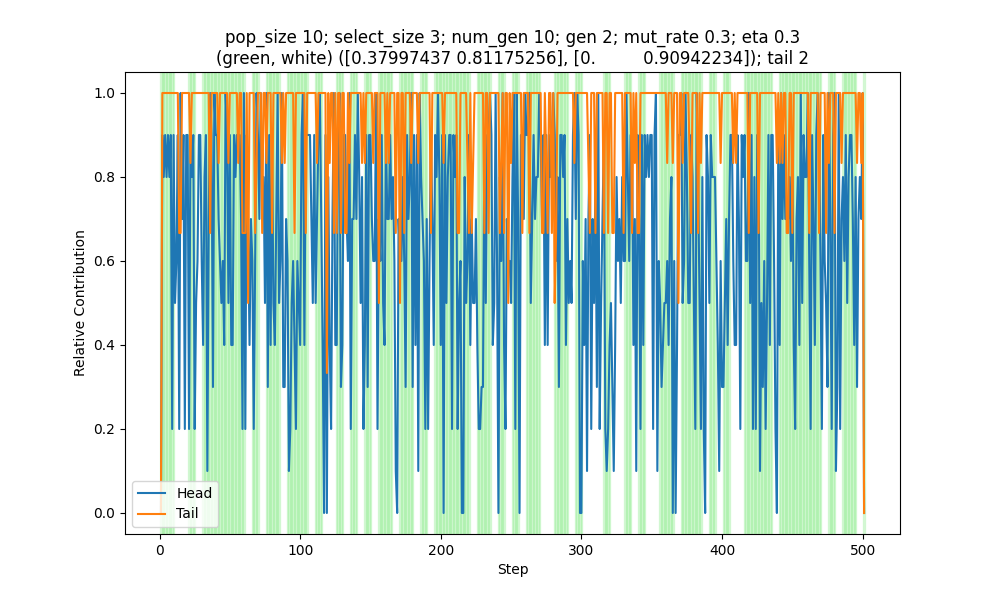 pop_size 10; select_size 3; num_gen 10; gen 2; mut_rate 0.3; eta 0.3
(green, white) ([0.37997437 0.81175256], [0.         0.90942234]); tail 2
Relative Contribution
1.0
0.8
0.6
0.4
0.2
0.0
Head
Tail
0 100 200 300 400 500
Step